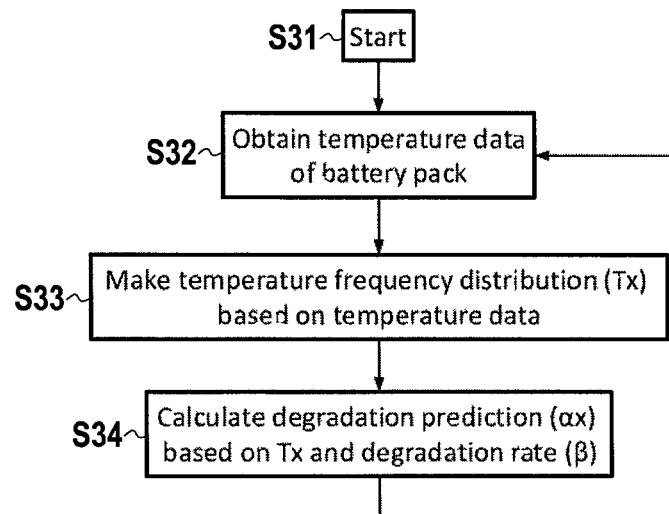 S31 Start
S32 Obtain temperature data
of battery pack
S33 Make temperature frequency distribution (Tx)
based on temperature data
S34 Calculate degradation prediction (αx)
based on Tx and degradation rate (β)